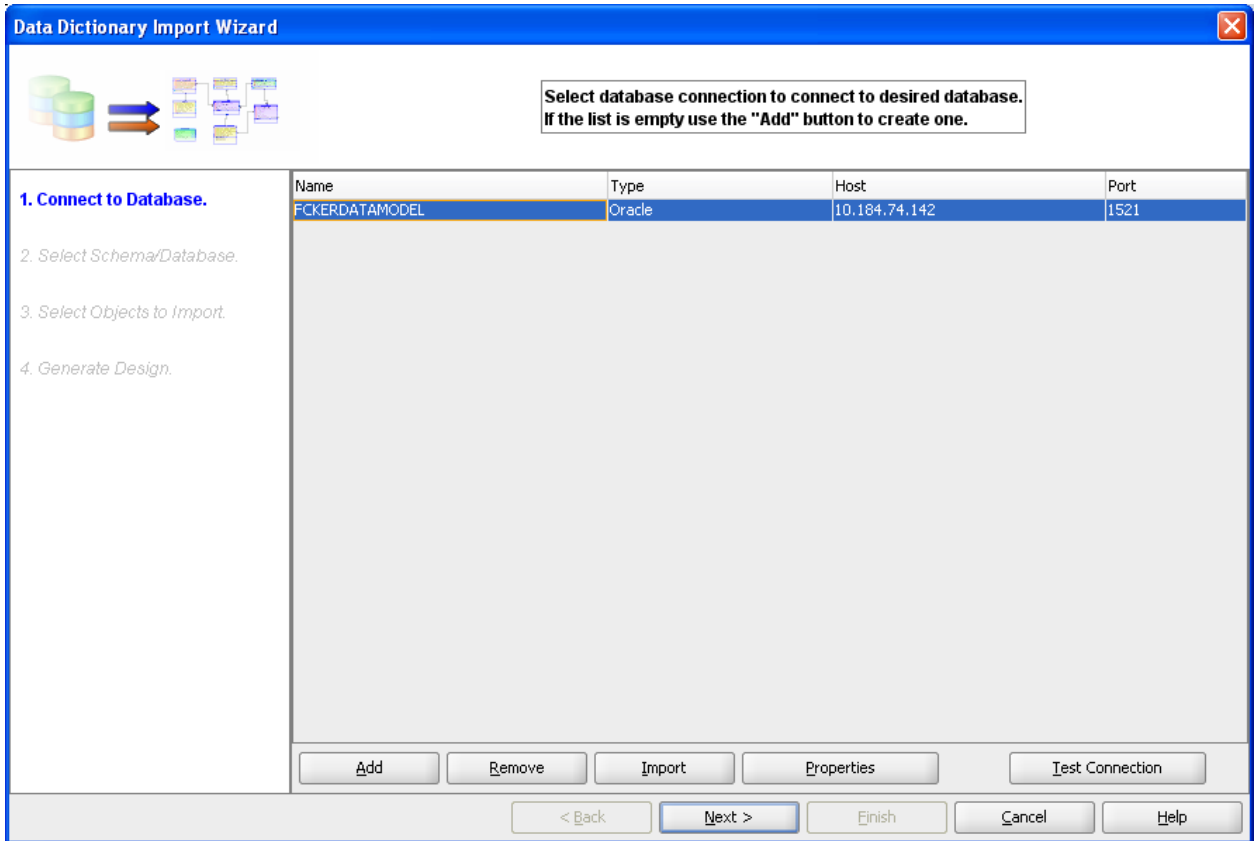 Data Dictionary Import Wizard
Select database connection to connect to desired database.
If the list is empty use the "Add" button to create one.
1. Connect to Database.
2. Select Schema/Database.
3. Select Objects to Import.
4. Generate Design.
Name Type Host Port
FCKERDATAMODEL Oracle 10.184.74.142 1521
Add Remove Import Properties Test Connection
< Back Next > Finish Cancel Help